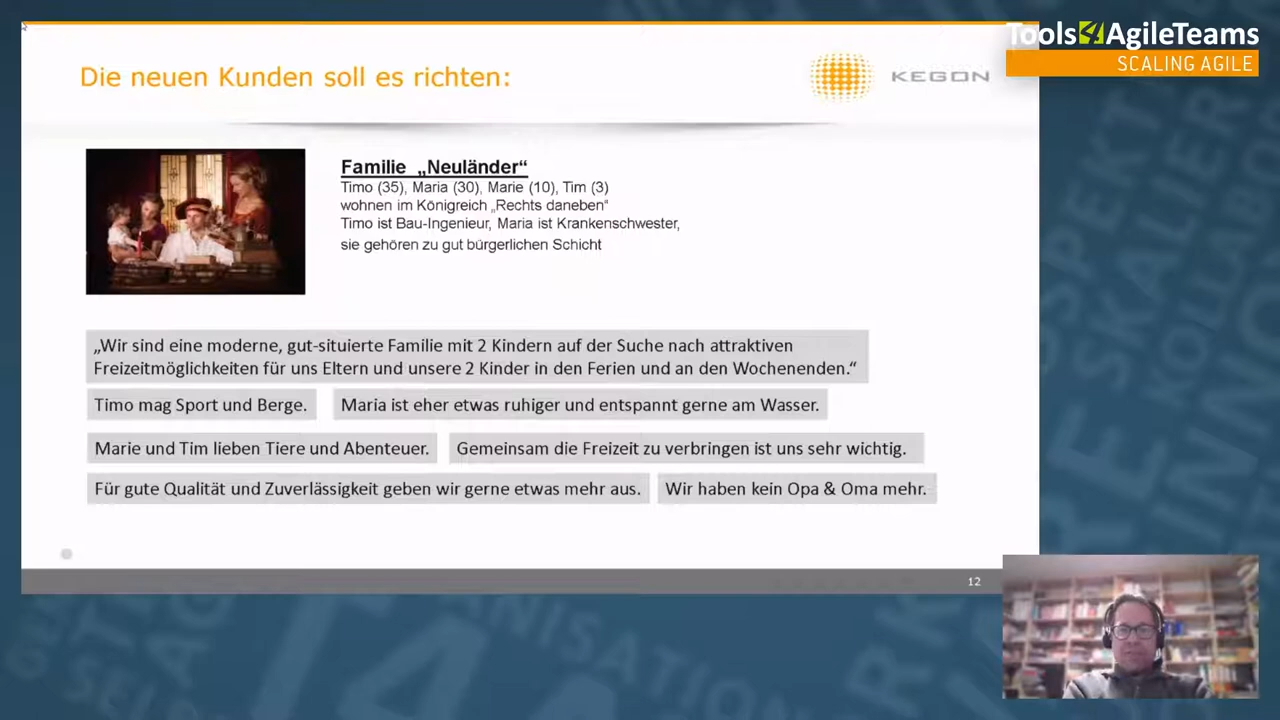 Tools4AgileTeams
SCALING AGILE
Die neuen Kunden soll es richten:
KEGON
Familie „Neuländer“
Timo (35), Maria (30), Marie (10), Tim (3)
wohnen im Königreich „Rechts daneben“
Timo ist Bau-Ingenieur, Maria ist Krankenschwester,
sie gehören zu gut bürgerlichen Schicht
„Wir sind eine moderne, gut-situierte Familie mit 2 Kindern auf der Suche nach attraktiven
Freizeitmöglichkeiten für uns Eltern und unsere 2 Kinder in den Ferien und an den Wochenenden.“
Timo mag Sport und Berge.
Maria ist eher etwas ruhiger und entspannt gerne am Wasser.
Marie und Tim lieben Tiere und Abenteuer.
Gemeinsam die Freizeit zu verbringen ist uns sehr wichtig.
Für gute Qualität und Zuverlässigkeit geben wir gerne etwas mehr aus.
Wir haben kein Opa & Oma mehr.
12